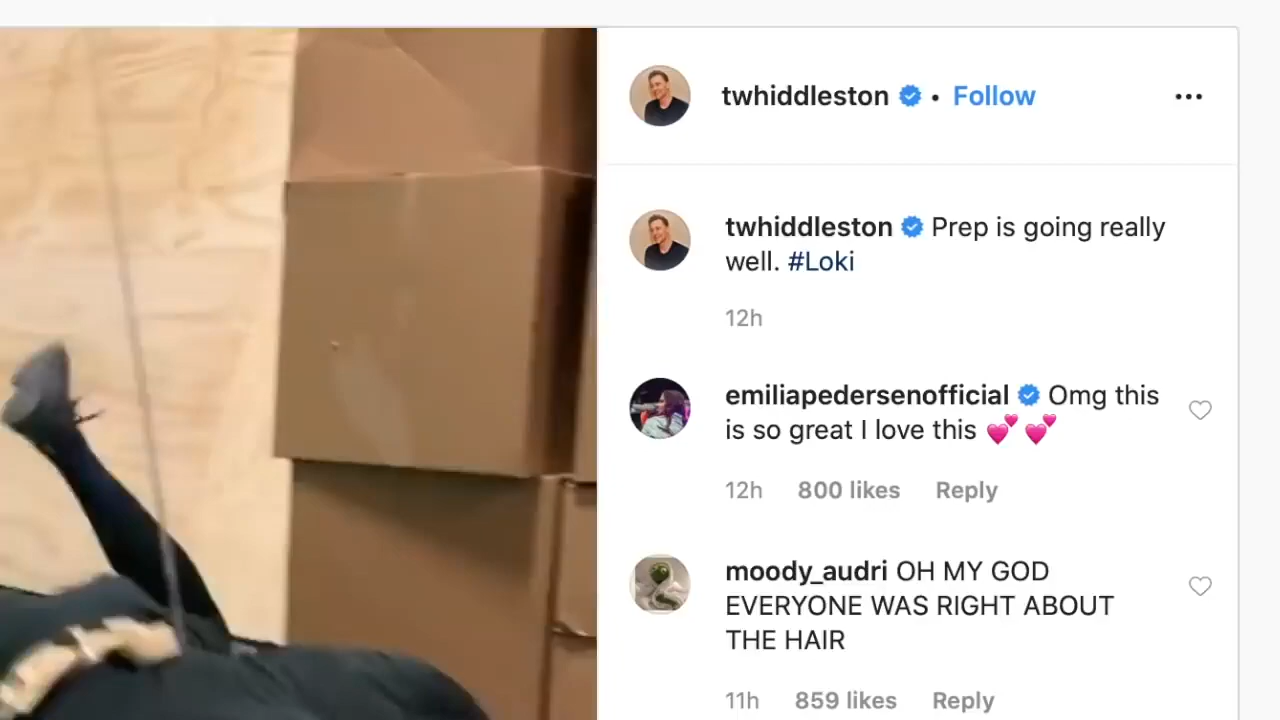 twhiddleston • Follow
twhiddleston Prep is going really
well. #Loki
12h
emiliapedersenofficial Omg this
is so great I love this 💕 💕
12h 800 likes Reply
moody_audri OH MY GOD
EVERYONE WAS RIGHT ABOUT
THE HAIR
11h 859 likes Reply